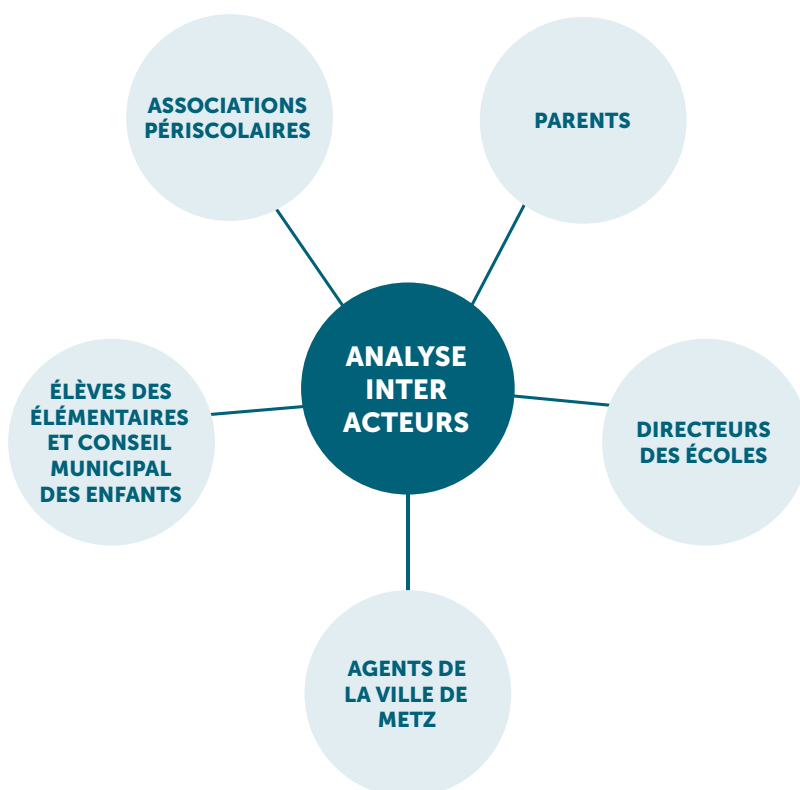 ASSOCIATIONS
PÉRISCOLAIRES
PARENTS
ANALYSE
INTER
ACTEURS
ÉLÈVES DES
ÉLÉMENTAIRES
ET CONSEIL
MUNICIPAL
DES ENFANTS
DIRECTEURS
DES ÉCOLES
AGENTS DE
LA VILLE DE
METZ